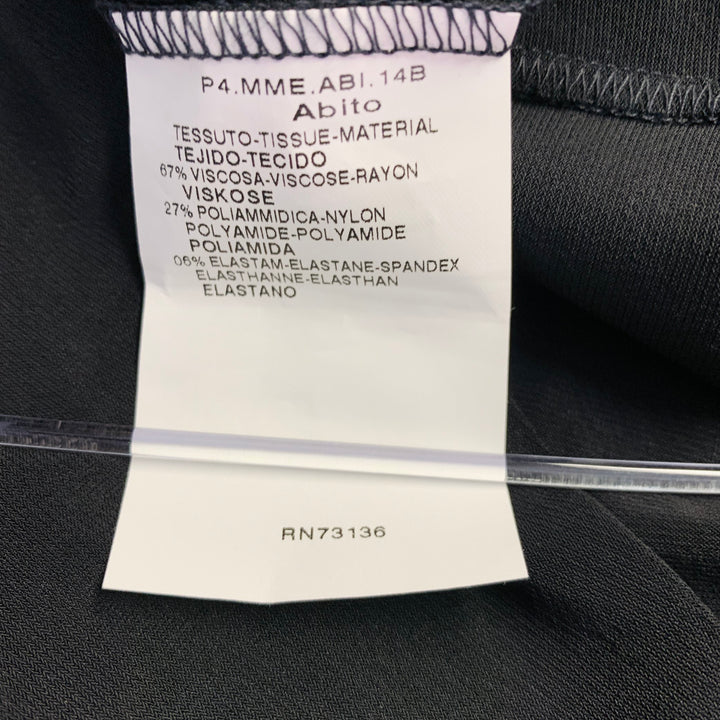 P4.MME.ABI.14B
Abito
TESSUTO-TISSUE-MATERIAL
TEJIDO-TECIDO
67% VISCOSA-VISCOSE-RAYON
VISKOSE
27% POLIAMMIDICA-NYLON
POLYAMIDE-POLYAMIDE
POLIAMIDA
06% ELASTAM-ELASTANE-SPANDEX
ELASTHANNE-ELASTHAN
ELASTANO
RN73136